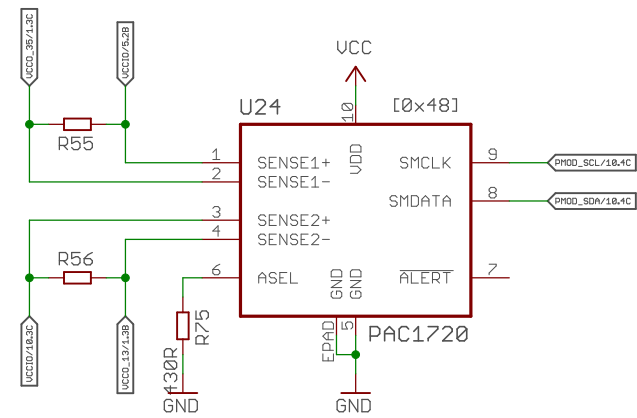 VCCO_35/1.3C
VCCIO/5.2B
VCC
U24
[0x48]
10
R55
1
SENSE1+
VDD
SMCLK
9
PMOD_SCL/10.4C
2
SENSE1-
SMDATA
8
PMOD_SDA/10.4C
3
SENSE2+
4
SENSE2-
R56
6
ASEL
GND
GND
ALERT
7
R75
430R
EPAD
5
PAC1720
VCCIO/10.3C
VCCO_13/1.3B
GND
GND